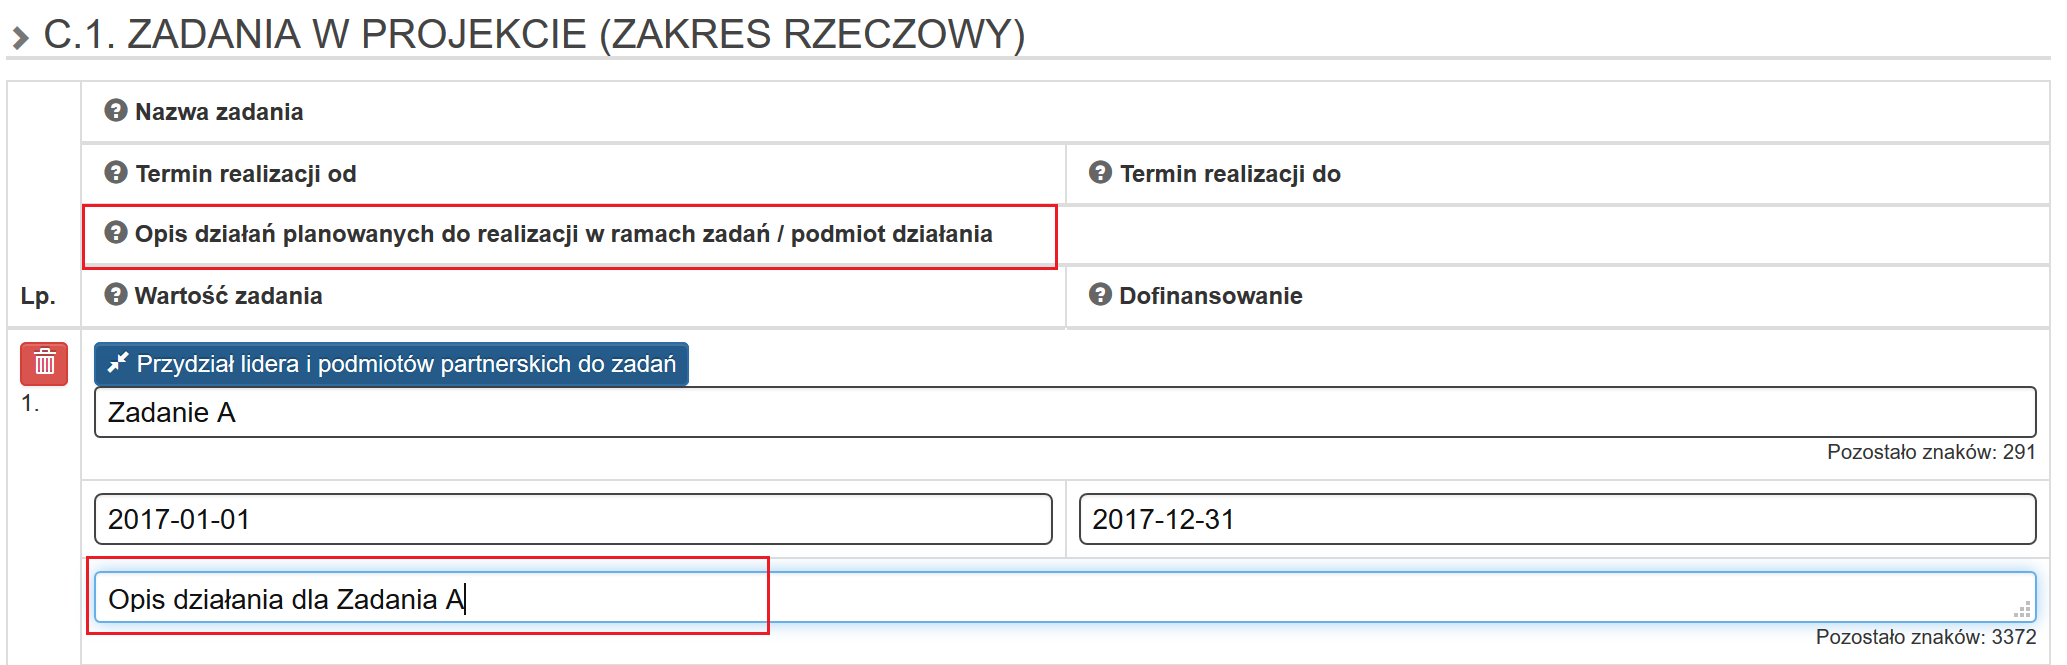 C.1. ZADANIA W PROJEKCIE (ZAKRES RZECZOWY)
Nazwa zadania
Termin realizacji od
Termin realizacji do
Opis działań planowanych do realizacji w ramach zadań / podmiot działania
Lp.
Wartość zadania
Dofinansowanie
Przydział lidera i podmiotów partnerskich do zadań
1.
Zadanie A
Pozostało znaków: 291
2017-01-01
2017-12-31
Opis działania dla Zadania A
Pozostało znaków: 3372